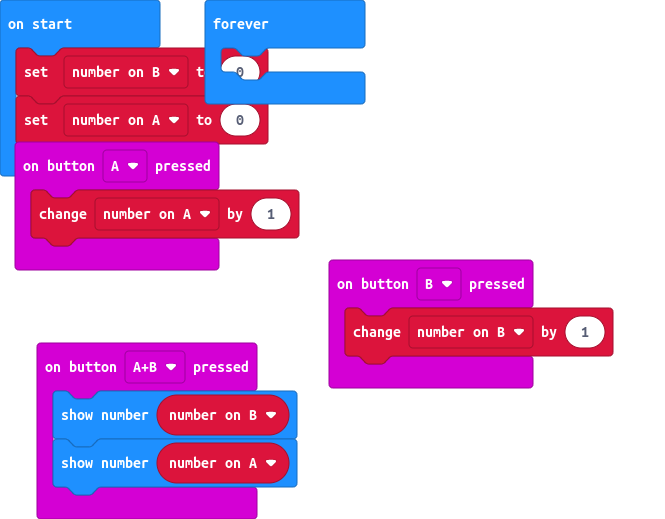 on start
forever
set number on B to 0
set number on A to 0
on button A pressed
change number on A by 1
on button B pressed
change number on B by 1
on button A+B pressed
show number number on B
show number number on A